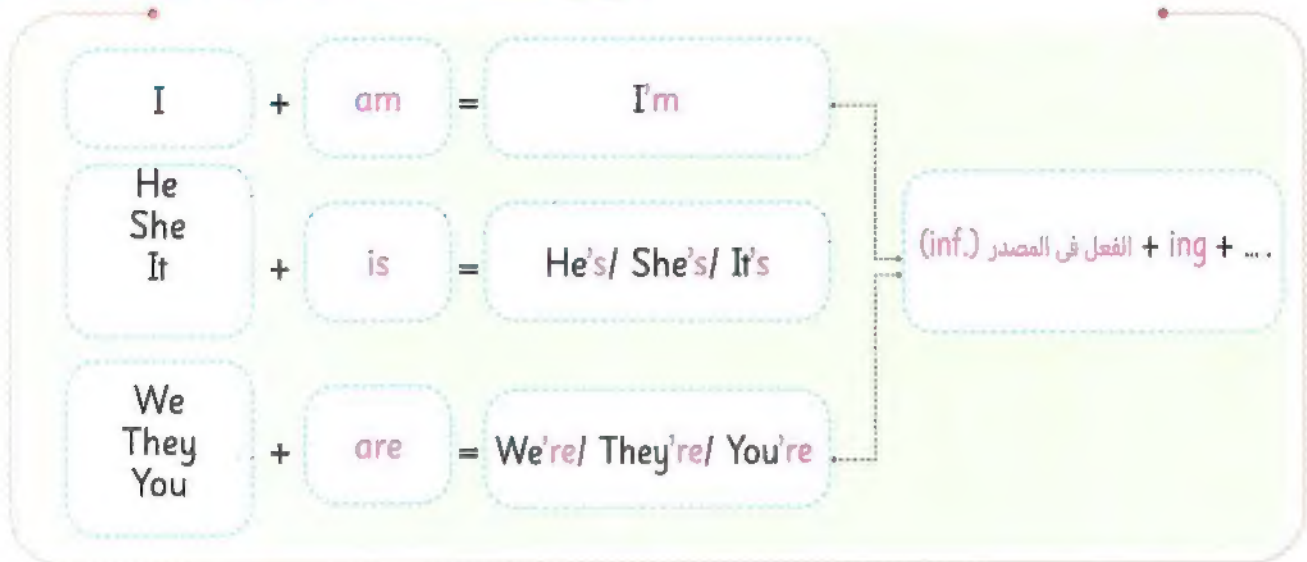 I + am = I'm
He
She
It + is = He's/ She's/ It's
(inf.) الفعل فى المصدر + ing + ... .
We
They
You + are = We're/ They're/ You're